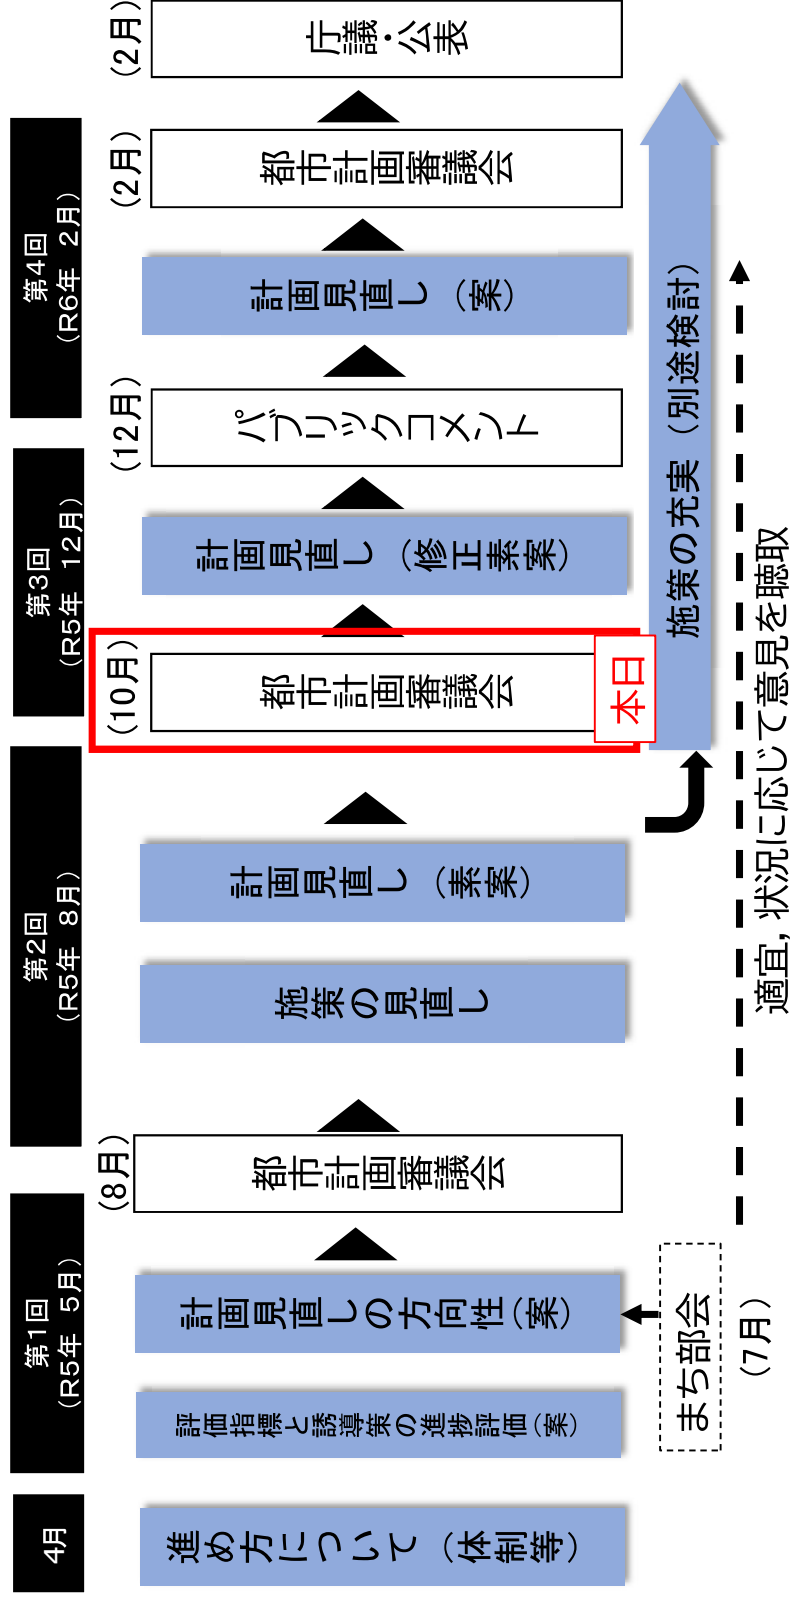 4月
進め方について（体制等）
第1回
（R5年 5月）
評価指標と誘導策の進捗評価（案）
計画見直しの方向性（案）
まち部会
（7月）
（8月）
都市計画審議会
第2回
（R5年 8月）
施策の見直し
計画見直し（素案）
（10月）
都市計画審議会
本日
第3回
（R5年 12月）
計画見直し（修正素案）
（12月）
パブリックコメント
第4回
（R6年 2月）
計画見直し（案）
（2月）
都市計画審議会
（2月）
庁議・公表
施策の充実（別途検討）
適宜，状況に応じて意見を聴取